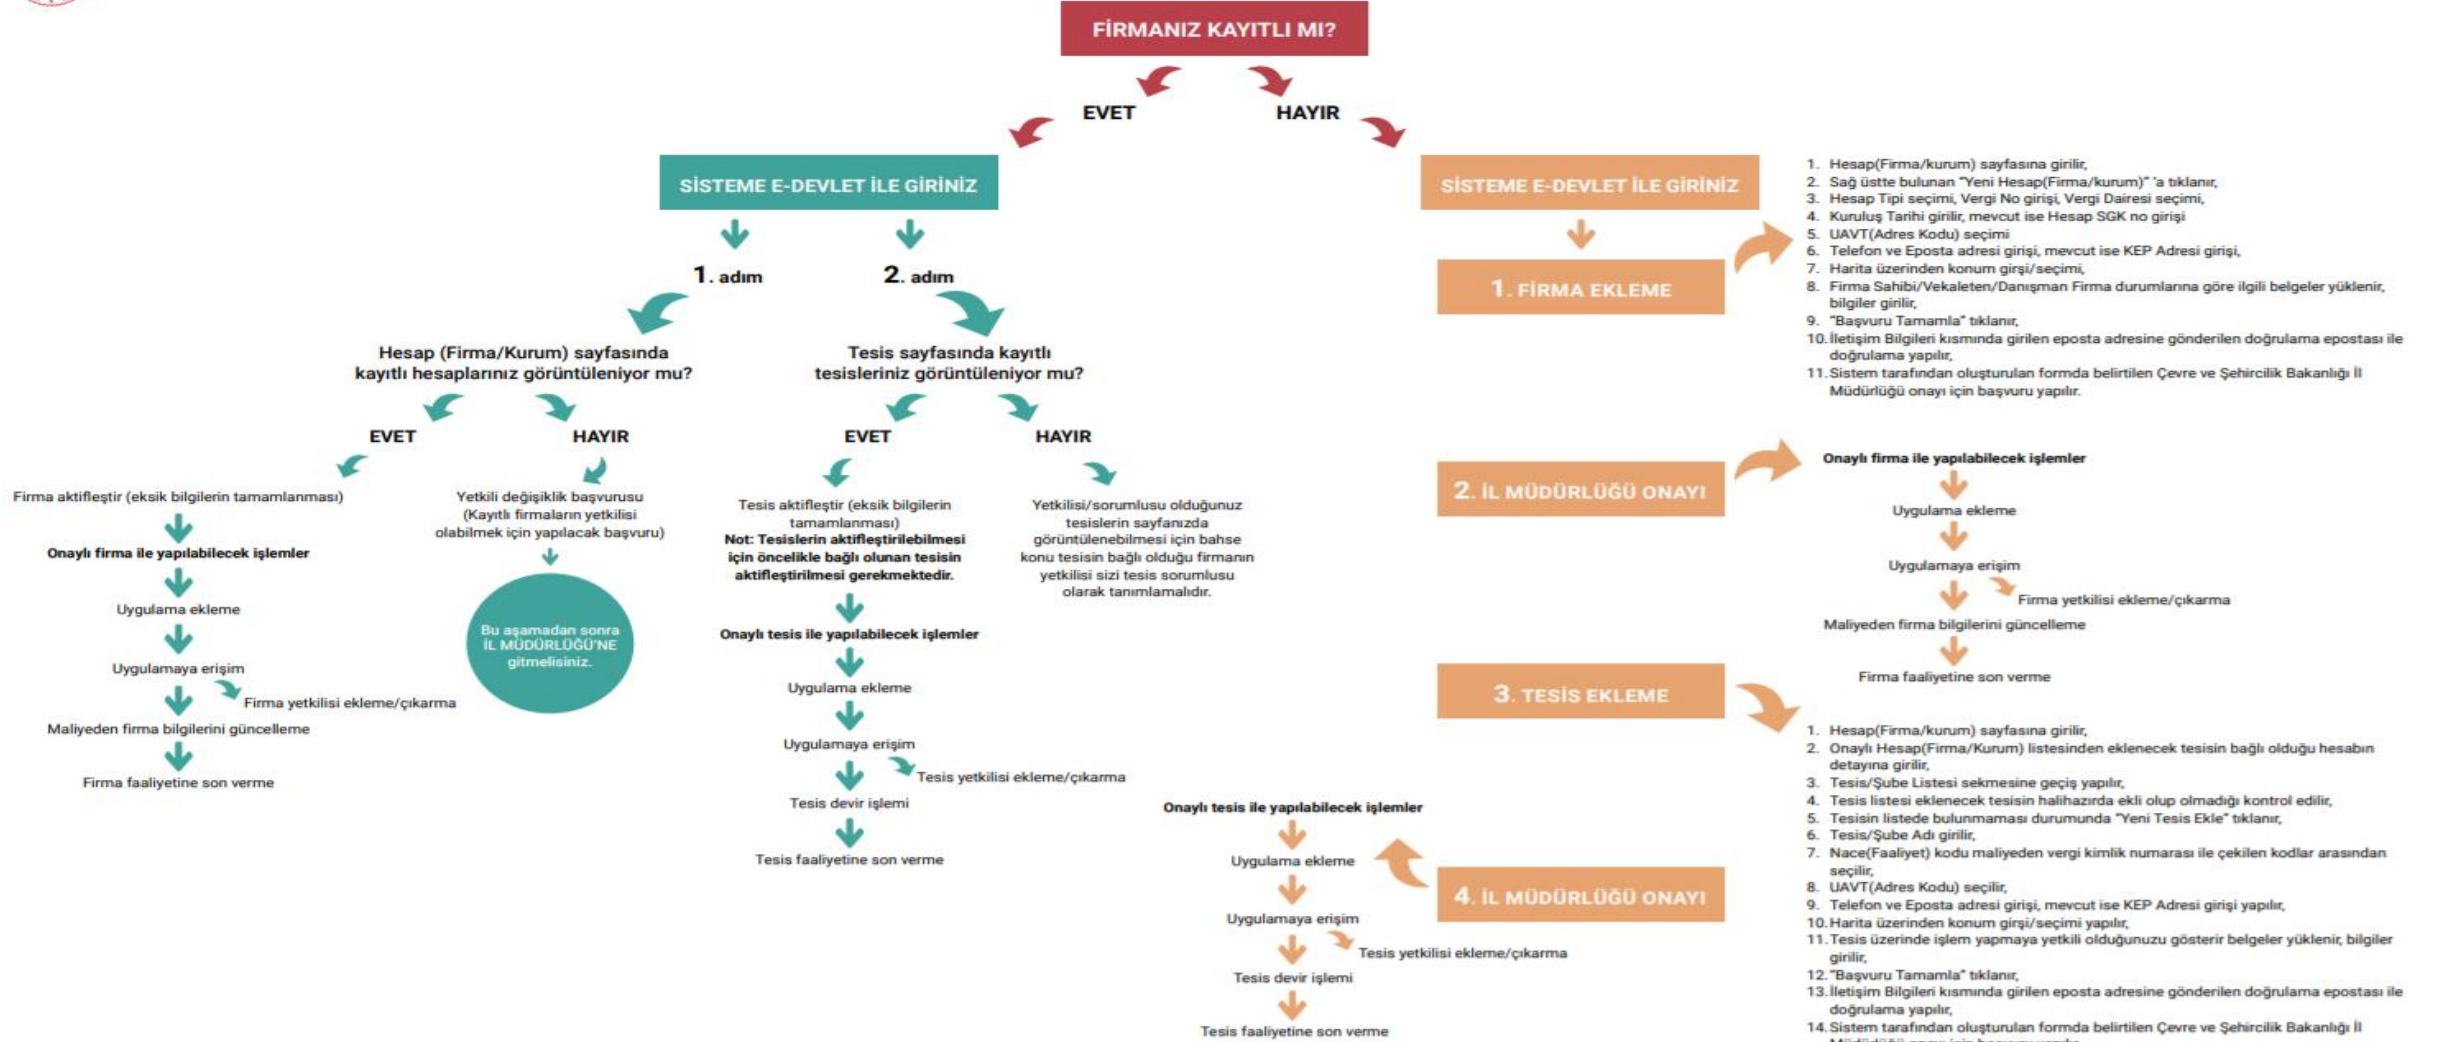 FİRMANIZ KAYITLI MI?
EVET
HAYIR
SİSTEME E-DEVLET İLE GİRİNİZ
1. adım
2. adım
Hesap (Firma/Kurum) sayfasında
kayıtlı hesaplarınız görüntüleniyor mu?
EVET
HAYIR
Firma aktifleştir (eksik bilgilerin tamamlanması)
Onaylı firma ile yapılabilecek işlemler
Uygulama ekleme
Uygulamaya erişim
Firma yetkilisi ekleme/çıkarma
Maliyeden firma bilgilerini güncelleme
Firma faaliyetine son verme
Yetkili değişiklik başvurusu
(Kayıtlı firmaların yetkilisi
olabilmek için yapılacak başvuru)
Bu aşamadan sonra
İL MÜDÜRLÜĞÜ'NE
gitmelisiniz.
Tesis sayfasında kayıtlı
tesisleriniz görüntüleniyor mu?
EVET
HAYIR
Tesis aktifleştir (eksik bilgilerin
tamamlanması)
Not: Tesislerin aktifleştirilebilmesi
için öncelikle bağlı olunan tesisin
aktifleştirilmesi gerekmektedir.
Onaylı tesis ile yapılabilecek işlemler
Uygulama ekleme
Uygulamaya erişim
Tesis yetkilisi ekleme/çıkarma
Tesis devir işlemi
Tesis faaliyetine son verme
Yetkilisi/sorumlusu olduğunuz
tesislerin sayfanızda
görüntülenebilmesi için bahse
konu tesisin bağlı olduğu firmanın
yetkilisi sizi tesis sorumlusu
olarak tanımlamalıdır.
SİSTEME E-DEVLET İLE GİRİNİZ
1. FİRMA EKLEME
1. Hesap(Firma/kurum) sayfasına girilir,
2. Sağ üstte bulunan "Yeni Hesap(Firma/kurum)" 'a tıklanır,
3. Hesap Tipi seçimi, Vergi No girişi, Vergi Dairesi seçimi,
4. Kuruluş Tarihi girilir, mevcut ise Hesap SGK no girişi
5. UAVT(Adres Kodu) seçimi
6. Telefon ve Eposta adresi girişi, mevcut ise KEP Adresi girişi,
7. Harita üzerinden konum girşi/seçimi,
8. Firma Sahibi/Vekaleten/Danışman Firma durumlarına göre ilgili belgeler yüklenir,
bilgiler girilir,
9. "Başvuru Tamamla" tıklanır,
10. İletişim Bilgileri kısmında girilen eposta adresine gönderilen doğrulama epostası ile
doğrulama yapılır,
11. Sistem tarafından oluşturulan formda belirtilen Çevre ve Şehircilik Bakanlığı İl
Müdürlüğü onayı için başvuru yapılır.
2. İL MÜDÜRLÜĞÜ ONAYI
Onaylı firma ile yapılabilecek işlemler
Uygulama ekleme
Uygulamaya erişim
Firma yetkilisi ekleme/çıkarma
Maliyeden firma bilgilerini güncelleme
Firma faaliyetine son verme
3. TESİS EKLEME
1. Hesap(Firma/kurum) sayfasına girilir,
2. Onaylı Hesap(Firma/Kurum) listesinden eklenecek tesisin bağlı olduğu hesabın
detayına girilir,
3. Tesis/Şube Listesi sekmesine geçiş yapılır,
4. Tesis listesi eklenecek tesisin halihazırda ekli olup olmadığı kontrol edilir,
5. Tesisin listede bulunmaması durumunda "Yeni Tesis Ekle" tıklanır,
6. Tesis/Şube Adı girilir,
7. Nace(Faaliyet) kodu maliyeden vergi kimlik numarası ile çekilen kodlar arasından
seçilir,
8. UAVT(Adres Kodu) seçilir,
9. Telefon ve Eposta adresi girişi, mevcut ise KEP Adresi girişi yapılır,
10. Harita üzerinden konum girşi/seçimi yapılır,
11. Tesis üzerinde işlem yapmaya yetkili olduğunuzu gösterir belgeler yüklenir, bilgiler
girilir,
12. "Başvuru Tamamla" tıklanır,
13. İletişim Bilgileri kısmında girilen eposta adresine gönderilen doğrulama epostası ile
doğrulama yapılır,
14. Sistem tarafından oluşturulan formda belirtilen Çevre ve Şehircilik Bakanlığı İl
4. İL MÜDÜRLÜĞÜ ONAYI
Onaylı tesis ile yapılabilecek işlemler
Uygulama ekleme
Uygulamaya erişim
Tesis yetkilisi ekleme/çıkarma
Tesis devir işlemi
Tesis faaliyetine son verme